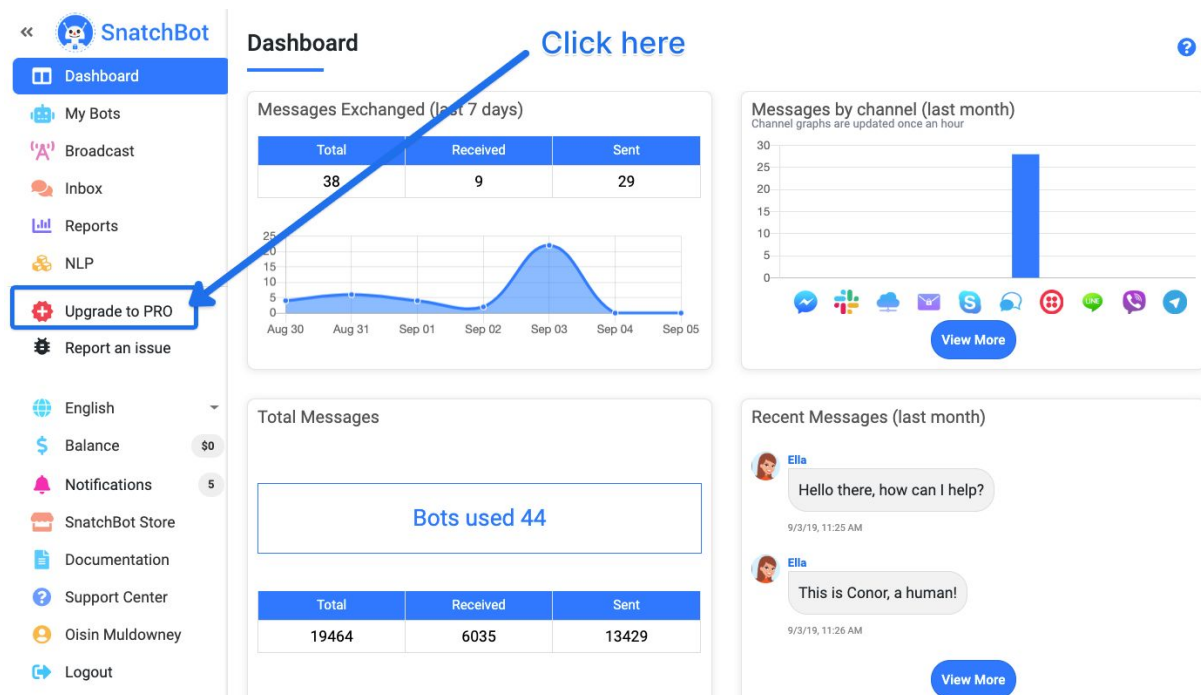 SnatchBot
Dashboard
My Bots
Broadcast
Inbox
Reports
NLP
Upgrade to PRO
Report an issue
English
Balance $0
Notifications 5
SnatchBot Store
Documentation
Support Center
Oisin Muldowney
Logout
Dashboard
Click here
?
Messages Exchanged (last 7 days)
Total Received Sent
38 9 29
25
20
15
10
5
0
Aug 30 Aug 31 Sep 01 Sep 02 Sep 03 Sep 04 Sep 05
Messages by channel (last month)
Channel graphs are updated once an hour
30
25
20
15
10
5
0
LINE
View More
Total Messages
Bots used 44
Total Received Sent
19464 6035 13429
Recent Messages (last month)
Ella
Hello there, how can I help?
9/3/19, 11:25 AM
Ella
This is Conor, a human!
9/3/19, 11:26 AM
View More